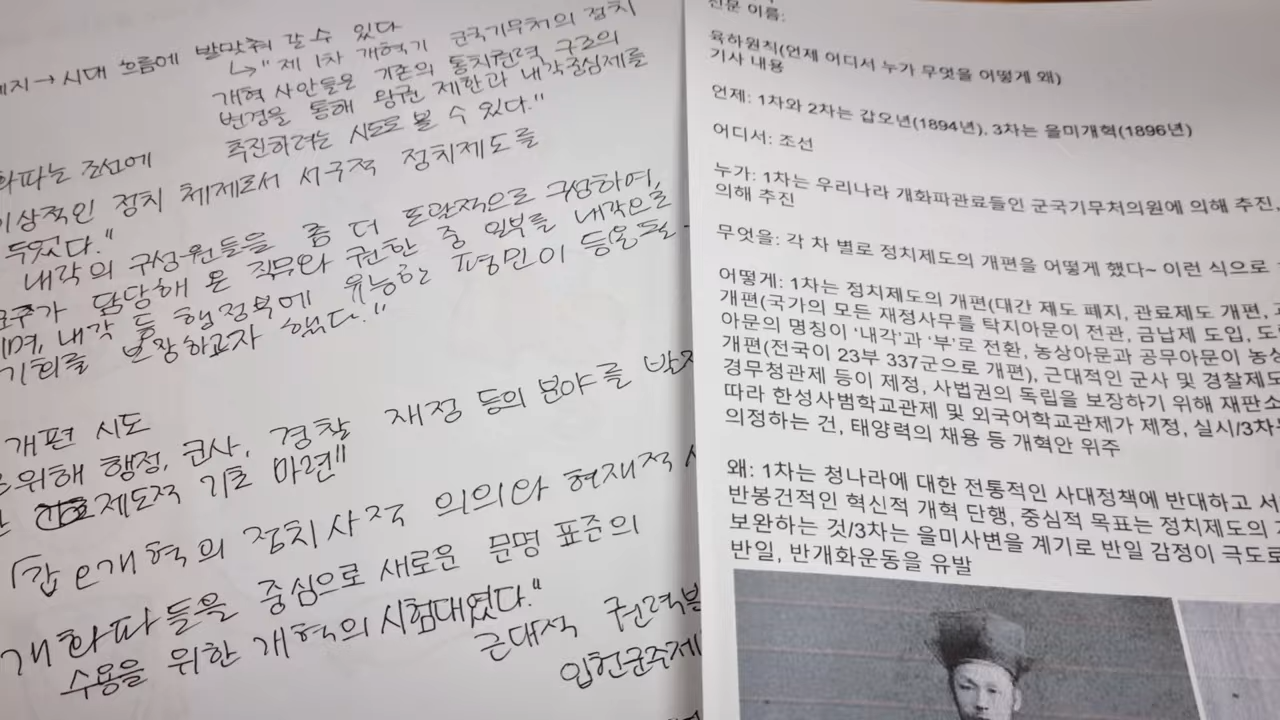 시대 흐름에 발맞춰 갈 수 있다
↳ "제 1차 개혁기 군국기무처의 정치
개혁 사안들은 기존의 통치권력 구조의
변경을 통해 왕권 제한과 내각중심제를
추진하려는 시도로 볼 수 있다."
조선에
이상적인 정치 체제로서 서구적 정치제도를
두었다."
내각의 구성원들을 좀 더 독립적으로 구성하여,
담당해 온 직무와 권한 중 일부를 내각으로
내각 등 행정부에 유능한 평민이 등용될
기회를 보장하고자 했다."
개편 시도
위해 행정, 군사, 경찰 재정 등의 분야를
제도적 기초 마련"
「갑오개혁의 정치사적 의의와 현재적
개화파들을 중심으로 새로운 문명 표준의
수용을 위한 개혁의 시험대였다."
근대적
입헌군주제
신문 이름:
육하원칙(언제 어디서 누가 무엇을 어떻게 왜)
기사 내용
언제: 1차와 2차는 갑오년(1894년), 3차는 을미개혁(1896년)
어디서: 조선
누가: 1차는 우리나라 개화파관료들인 군국기무처의원에 의해 추진,
의해 추진
무엇을: 각 차 별로 정치제도의 개편을 어떻게 했다~ 이런 식으로
어떻게: 1차는 정치제도의 개편(대간 제도 폐지, 관료제도 개편,
개편(국가의 모든 재정사무를 탁지아문이 전관, 금납제 도입,
아문의 명칭이 '내각'과 '부'로 전환, 농상아문과 공무아문이
개편(전국이 23부 337군으로 개편), 근대적인 군사 및 경찰제도
경무청관제 등이 제정, 사법권의 독립을 보장하기 위해 재판소
따라 한성사범학교관제 및 외국어학교관제가 제정, 실시/3차는
의정하는 건, 태양력의 채용 등 개혁안 위주
왜: 1차는 청나라에 대한 전통적인 사대정책에 반대하고
반봉건적인 혁신적 개혁 단행, 중심적 목표는 정치제도의
보완하는 것/3차는 을미사변을 계기로 반일 감정이 극도로
반일, 반개화운동을 유발